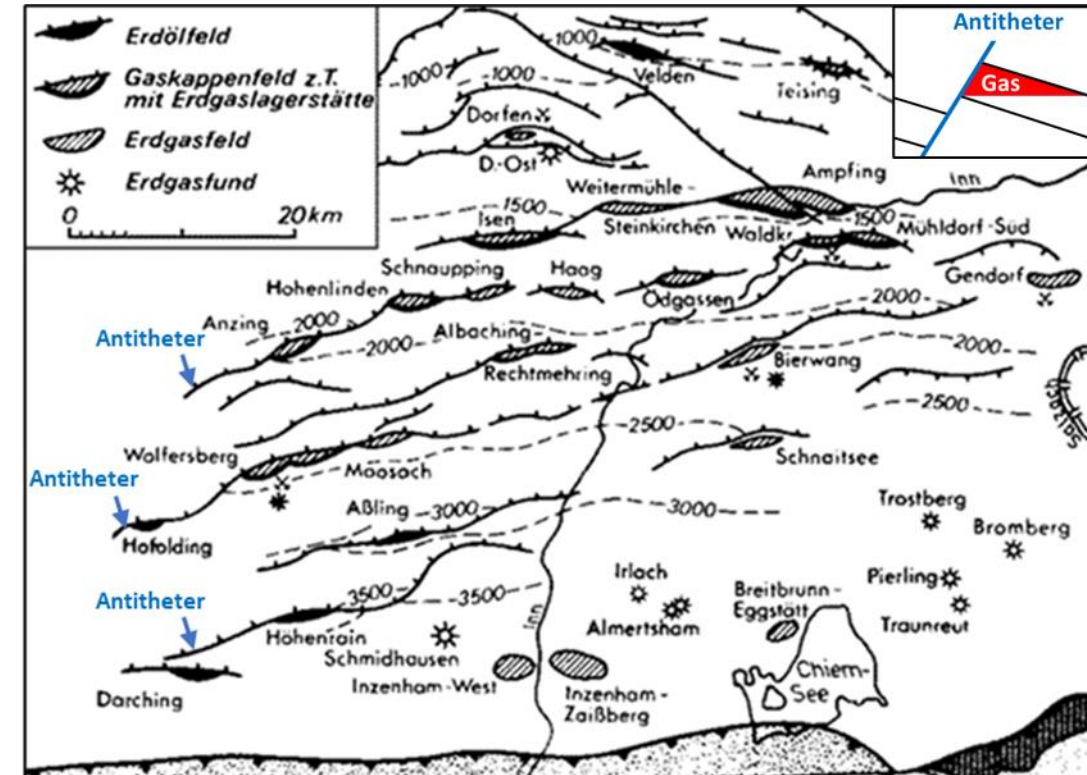 Erdölfeld
Gaskappenfeld z.T.
mit Erdgaslagerstätte
Erdgasfeld
Erdgasfund
0 20 km
Antitheter
Gas
1000
Velden
Teising
1000
1000
Dorfen
D.-Ost
Ampfing
Inn
Weitermühle-
Steinkirchen
1500
Isen
Waldkr.
1500
Mühldorf-Süd
Schnaupping
Haag
Gendorf
Hohenlinden
Ödgassen
2000
Anzing
2000
Antitheter
2000
Albaching-
Rechtmehring
2000
Bierwang
2500
Salzach
2500
Wolfersberg
Moosach
Schnaitsee
Antitheter
Aßling
3000
3000
Trostberg
Hofolding
Bromberg
Irlach
Breitbrunn-
Eggstätt
Pierling
Antitheter
3500
3500
Inn
Almertsham
Traunreut
Höhenrain
Schmidhausen
Inzenham-West
Chiem-
See
Darching
Inzenham-
Zaißberg